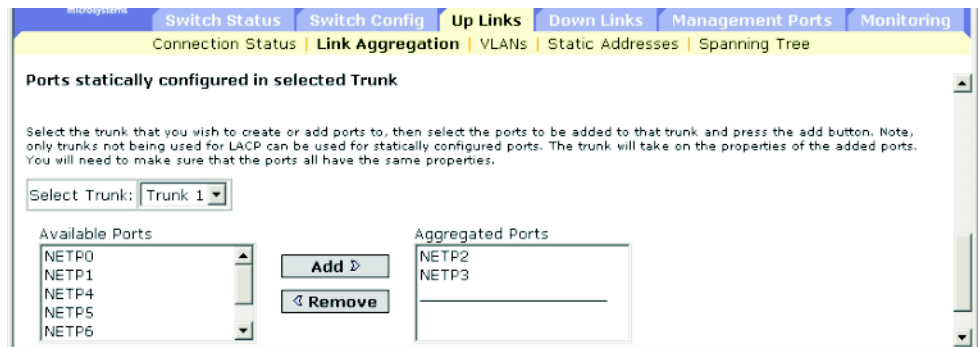 microsystems
Switch Status Switch Config Up Links Down Links Management Ports Monitoring
Connection Status | Link Aggregation | VLANs | Static Addresses | Spanning Tree
Ports statically configured in selected Trunk
Select the trunk that you wish to create or add ports to, then select the ports to be added to that trunk and press the add button. Note,
only trunks not being used for LACP can be used for statically configured ports. The trunk will take on the properties of the added ports.
You will need to make sure that the ports all have the same properties.
Select Trunk: Trunk 1
Available Ports
NETP0
NETP1
NETP4
NETP5
NETP6
Add
Remove
Aggregated Ports
NETP2
NETP3